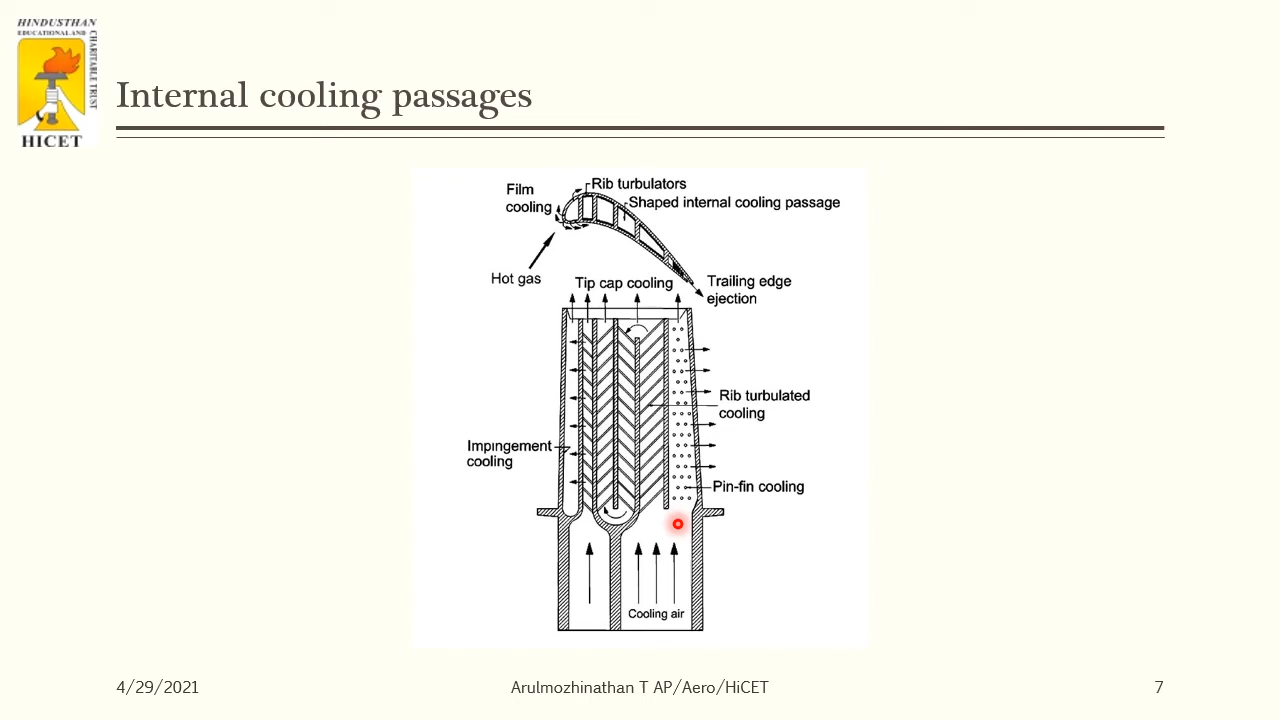 HINDUSTHAN
EDUCATIONAL AND
CHARITABLE TRUST
HICET
Internal cooling passages
Film
cooling
Rib turbulators
Shaped internal cooling passage
Hot gas
Tip cap cooling
Trailing edge
ejection
Rib turbulated
cooling
Impingement
cooling
Pin-fin cooling
Cooling air
4/29/2021
Arulmozhinathan T AP/Aero/HiCET
7